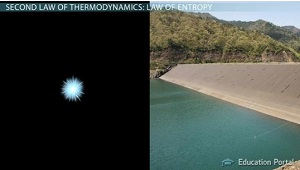 SECOND LAW OF THERMODYNAMICS: LAW OF ENTROPY
Education Portal